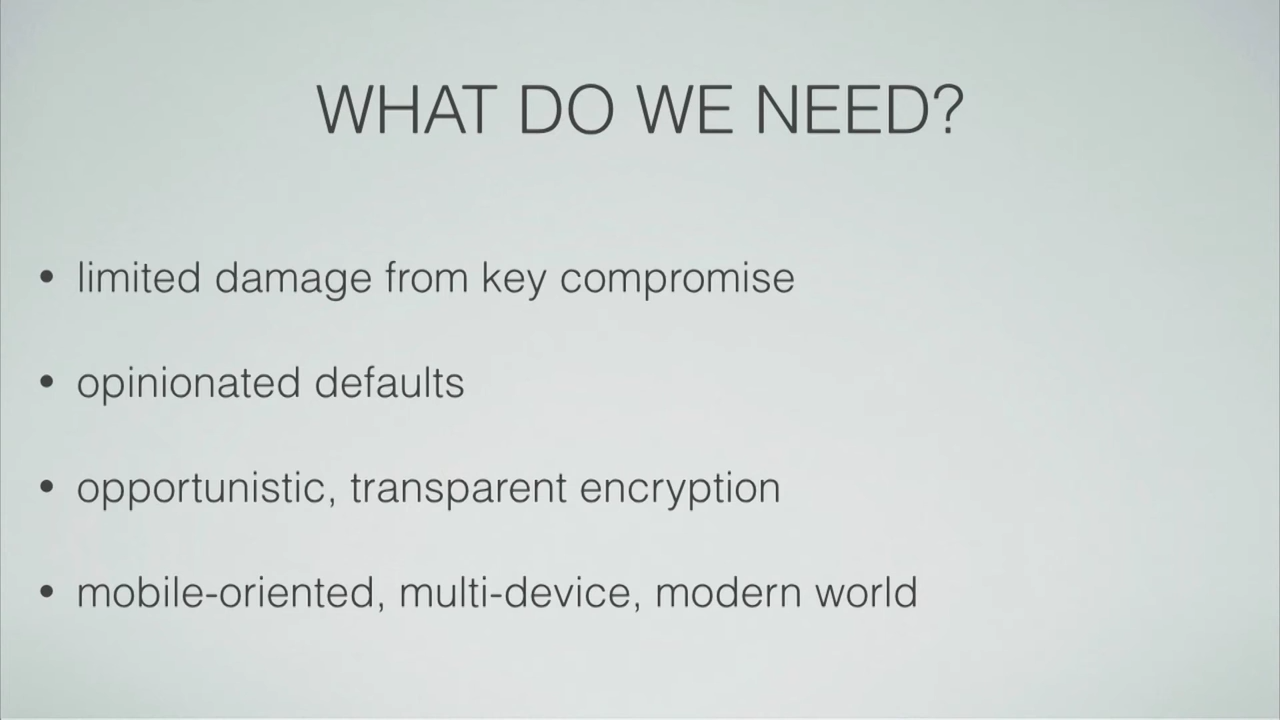 WHAT DO WE NEED?
• limited damage from key compromise
• opinionated defaults
• opportunistic, transparent encryption
• mobile-oriented, multi-device, modern world